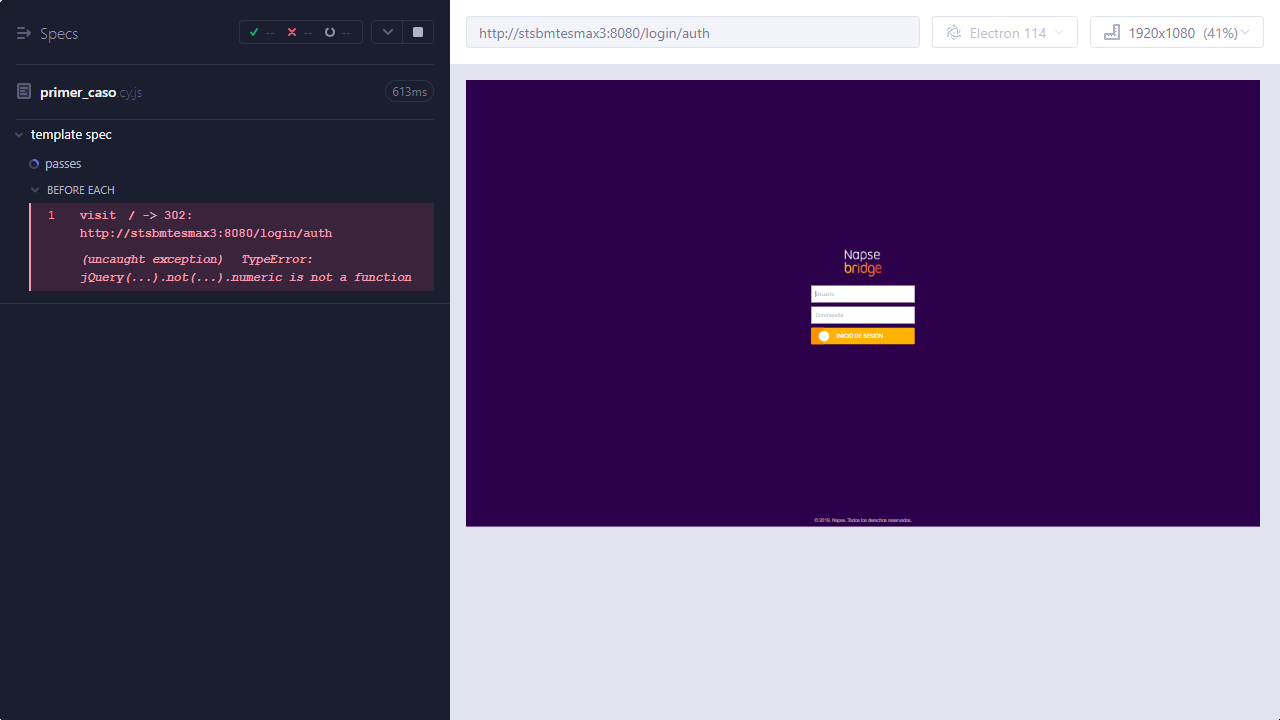 Specs
-- -- --
primer_caso.cy.js
613ms
template spec
passes
BEFORE EACH
1 visit / -> 302:
http://stsbmtesmax3:8080/login/auth
(uncaught exception) TypeError:
jQuery(...).not(...).numeric is not a function
http://stsbmtesmax3:8080/login/auth
Electron 114
1920x1080 (41%)
Napse
bridge
Usuario
Contraseña
INICIO DE SESIÓN
© 2019. Napse. Todos los derechos reservados.